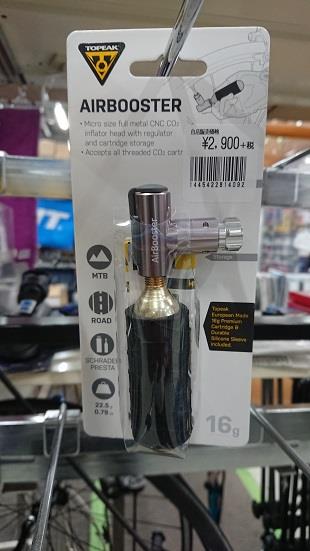 TOPEAK
AIRBOOSTER
• Micro size full metal CNC CO₂
inflator head with regulator
and cartridge storage
• Accepts all threaded CO₂ cartr
当店販売価格
¥2,900+税
1445422814092
AirBooster
Storage
MTB
ROAD
SCHRADER
PRESTA
22.5
0.79
Topeak
European Made
16g Premium
Cartridge &
Durable
Silicone Sleeve
Included.
16g